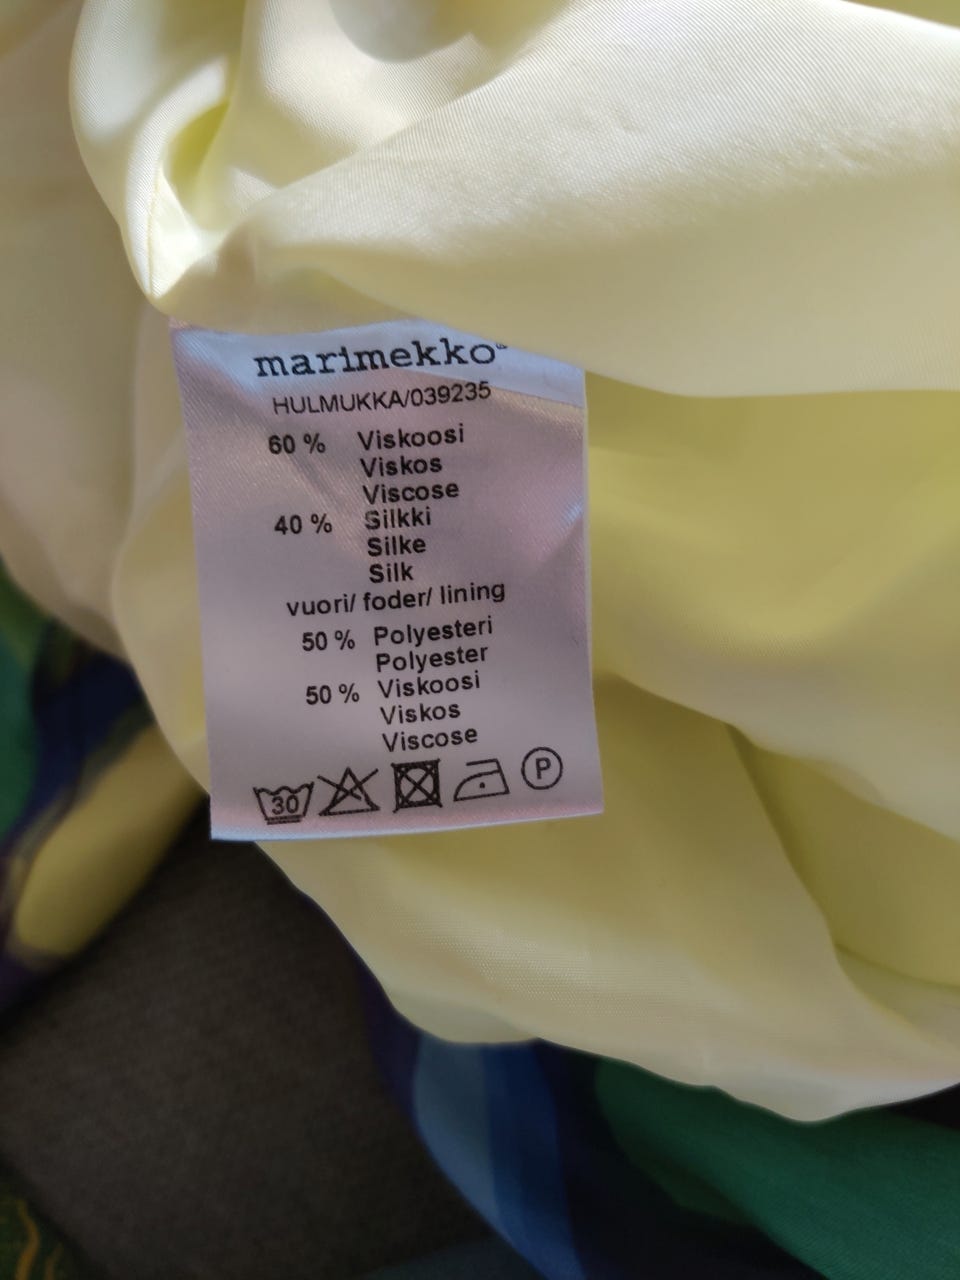 marimekko®
HULMUKKA/039235
60 % Viskoosi
Viskos
Viscose
40 % Silkki
Silke
Silk
vuori/ foder/ lining
50 % Polyesteri
Polyester
50 % Viskoosi
Viskos
Viscose
30 P